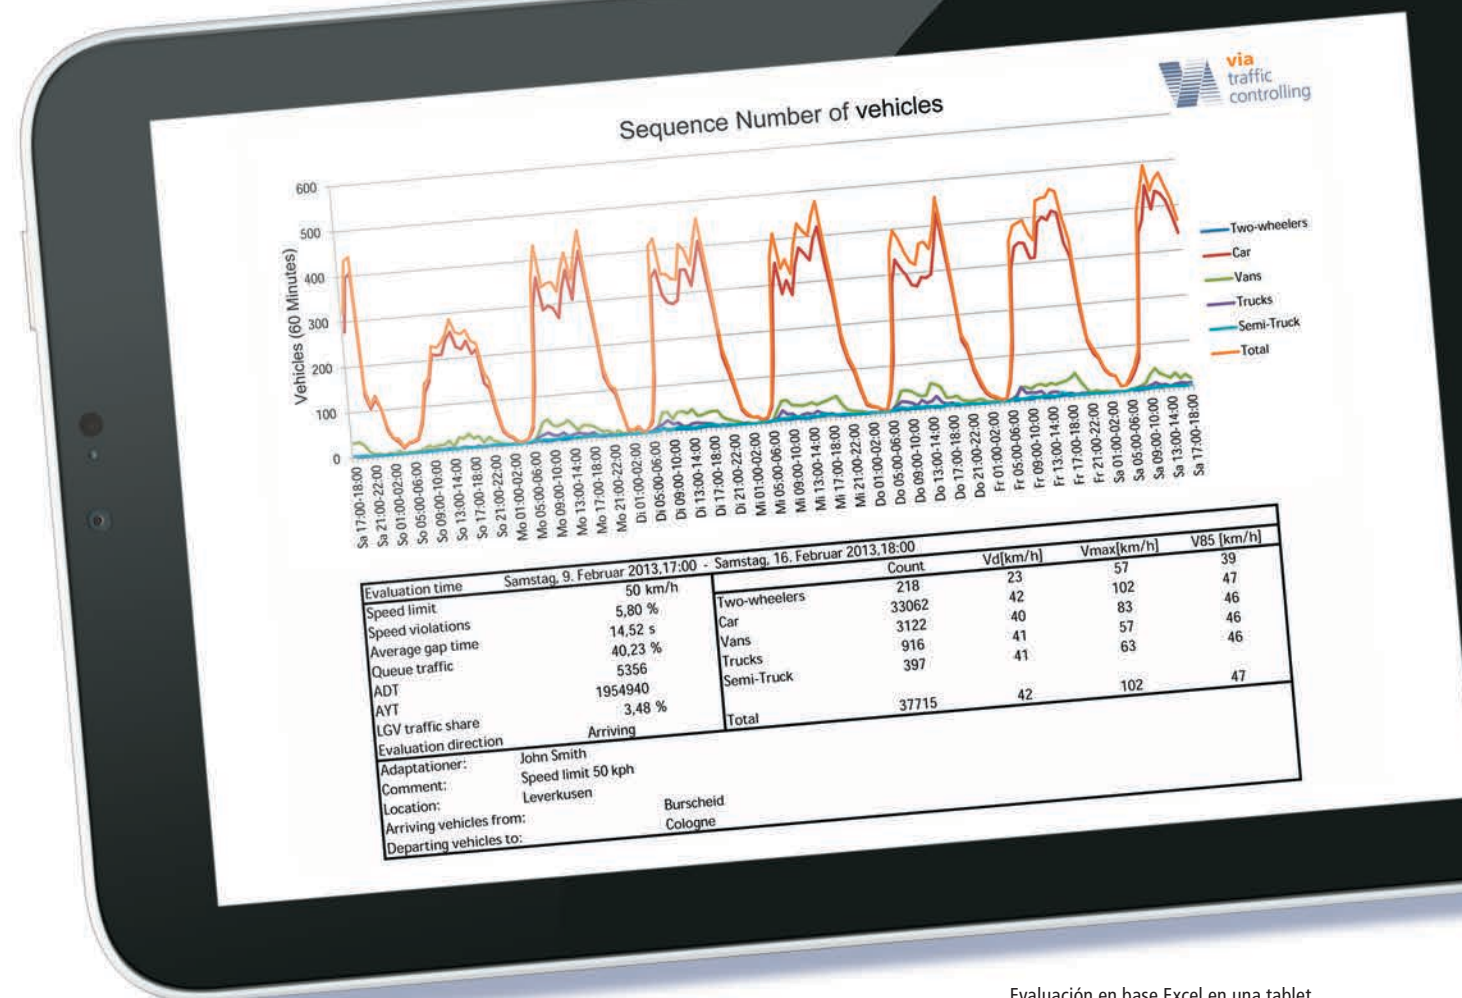 via
traffic
controlling
Sequence Number of vehicles
Vehicles (60 Minutes)
600
500
400
300
200
100
0
Two-wheelers
Car
Vans
Trucks
Semi-Truck
Total
Sa 17:00-18:00
Sa 21:00-22:00
So 01:00-02:00
So 05:00-06:00
So 09:00-10:00
So 13:00-14:00
So 17:00-18:00
So 21:00-22:00
Mo 01:00-02:00
Mo 05:00-06:00
Mo 09:00-10:00
Mo 13:00-14:00
Mo 17:00-18:00
Mo 21:00-22:00
Di 01:00-02:00
Di 05:00-06:00
Di 09:00-10:00
Di 13:00-14:00
Di 17:00-18:00
Di 21:00-22:00
Mi 01:00-02:00
Mi 05:00-06:00
Mi 09:00-10:00
Mi 13:00-14:00
Mi 17:00-18:00
Mi 21:00-22:00
Do 01:00-02:00
Do 05:00-06:00
Do 09:00-10:00
Do 13:00-14:00
Do 17:00-18:00
Do 21:00-22:00
Fr 01:00-02:00
Fr 05:00-06:00
Fr 09:00-10:00
Fr 13:00-14:00
Fr 17:00-18:00
Fr 21:00-22:00
Sa 01:00-02:00
Sa 05:00-06:00
Sa 09:00-10:00
Sa 13:00-14:00
Sa 17:00-18:00
Evaluation time Samstag, 9. Februar 2013,17:00 - Samstag, 16. Februar 2013,18:00
Speed limit 50 km/h
Speed violations 5,80 %
Average gap time 14,52 s
Queue traffic 40,23 %
ADT 5356
AYT 1954940
LGV traffic share 3,48 %
Evaluation direction Arriving
Count Vd[km/h] Vmax[km/h] V85 [km/h]
Two-wheelers 218 23 57 39
Car 33062 42 102 47
Vans 3122 40 83 46
Trucks 916 41 57 46
Semi-Truck 397 41 63 46
Total 37715 42 102 47
Adaptationer: John Smith
Comment: Speed limit 50 kph
Location: Leverkusen
Arriving vehicles from: Burscheid
Departing vehicles to: Cologne
Evaluación en base Excel en una tablet